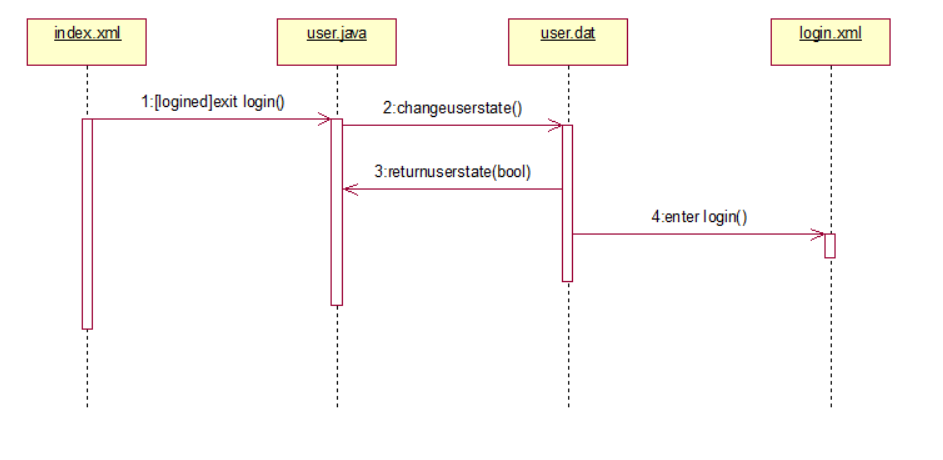 index.xml
user.java
user.dat
login.xml
1:[logined]exit login()
2:changeuserstate()
3:returnuserstate(bool)
4:enter login()